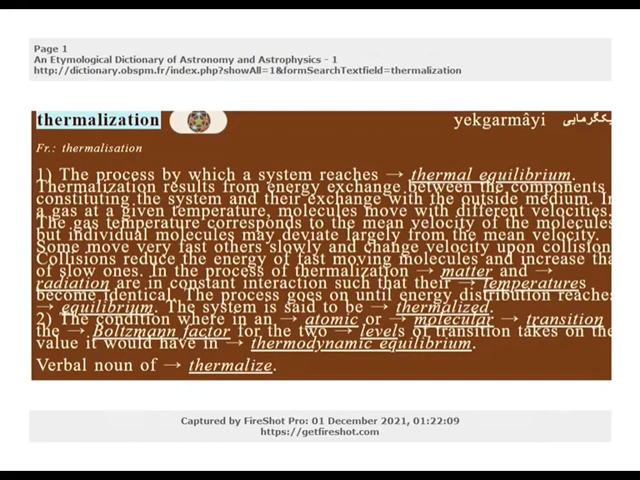 Page 1
An Etymological Dictionary of Astronomy and Astrophysics - 1
http://dictionary.obspm.fr/index.php?showAll=1&formSearchTextfield=thermalization
thermalization yekgarmâyi یکگرمایی
Fr.: thermalisation
1) The process by which a system reaches → thermal equilibrium.
Thermalization results from energy exchange between the components
constituting the system and their exchange with the outside medium. In
a gas at a given temperature, molecules move with different velocities.
The gas temperature corresponds to the mean velocity of the molecules
but individual molecules may deviate largely from the mean velocity.
Some move very fast others slowly and change velocity upon collision
Collisions reduce the energy of fast moving molecules and increase tha
of slow ones. In the process of thermalization → matter and →
radiation are in constant interaction such that their → temperatures
become identical. The process goes on until energy distribution reaches
→ equilibrium. The system is said to be → thermalized.
2) The condition where in an → atomic or → molecular → transition
the → Boltzmann factor for the two → levels of transition takes on the
value it would have in → thermodynamic equilibrium.
Verbal noun of → thermalize.
Captured by FireShot Pro: 01 December 2021, 01:22:09
https://getfireshot.com